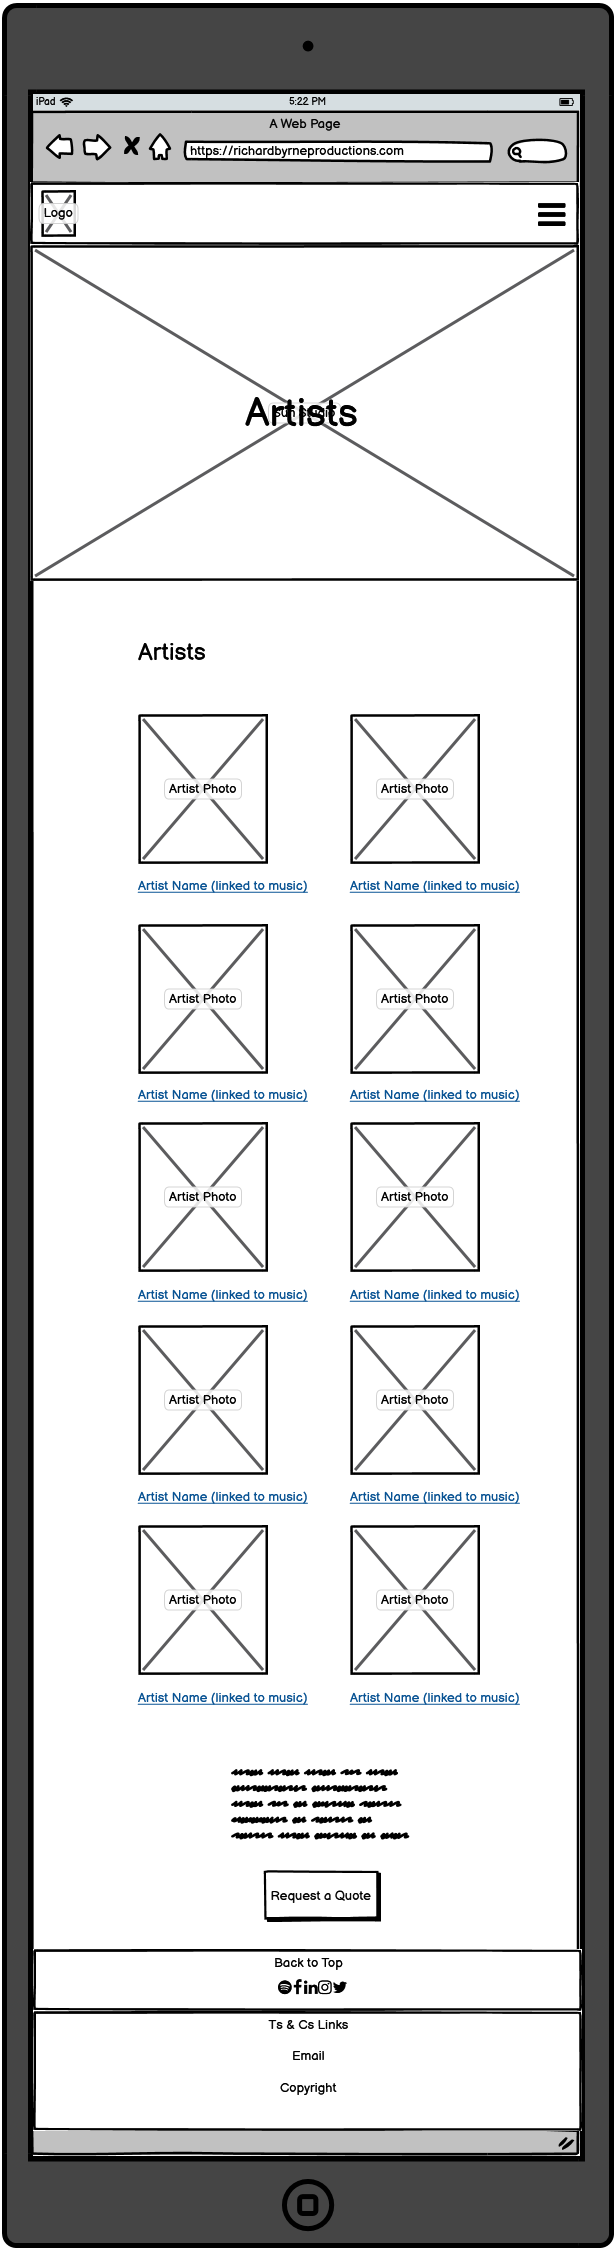 iPad 5:22 PM
A Web Page
https://richardbyrneproductions.com
Logo
Artists
Artists
Artist Photo Artist Photo
Artist Name (linked to music) Artist Name (linked to music)
Artist Photo Artist Photo
Artist Name (linked to music) Artist Name (linked to music)
Artist Photo Artist Photo
Artist Name (linked to music) Artist Name (linked to music)
Artist Photo Artist Photo
Artist Name (linked to music) Artist Name (linked to music)
Artist Photo Artist Photo
Artist Name (linked to music) Artist Name (linked to music)
Request a Quote
Back to Top
Ts & Cs Links
Email
Copyright